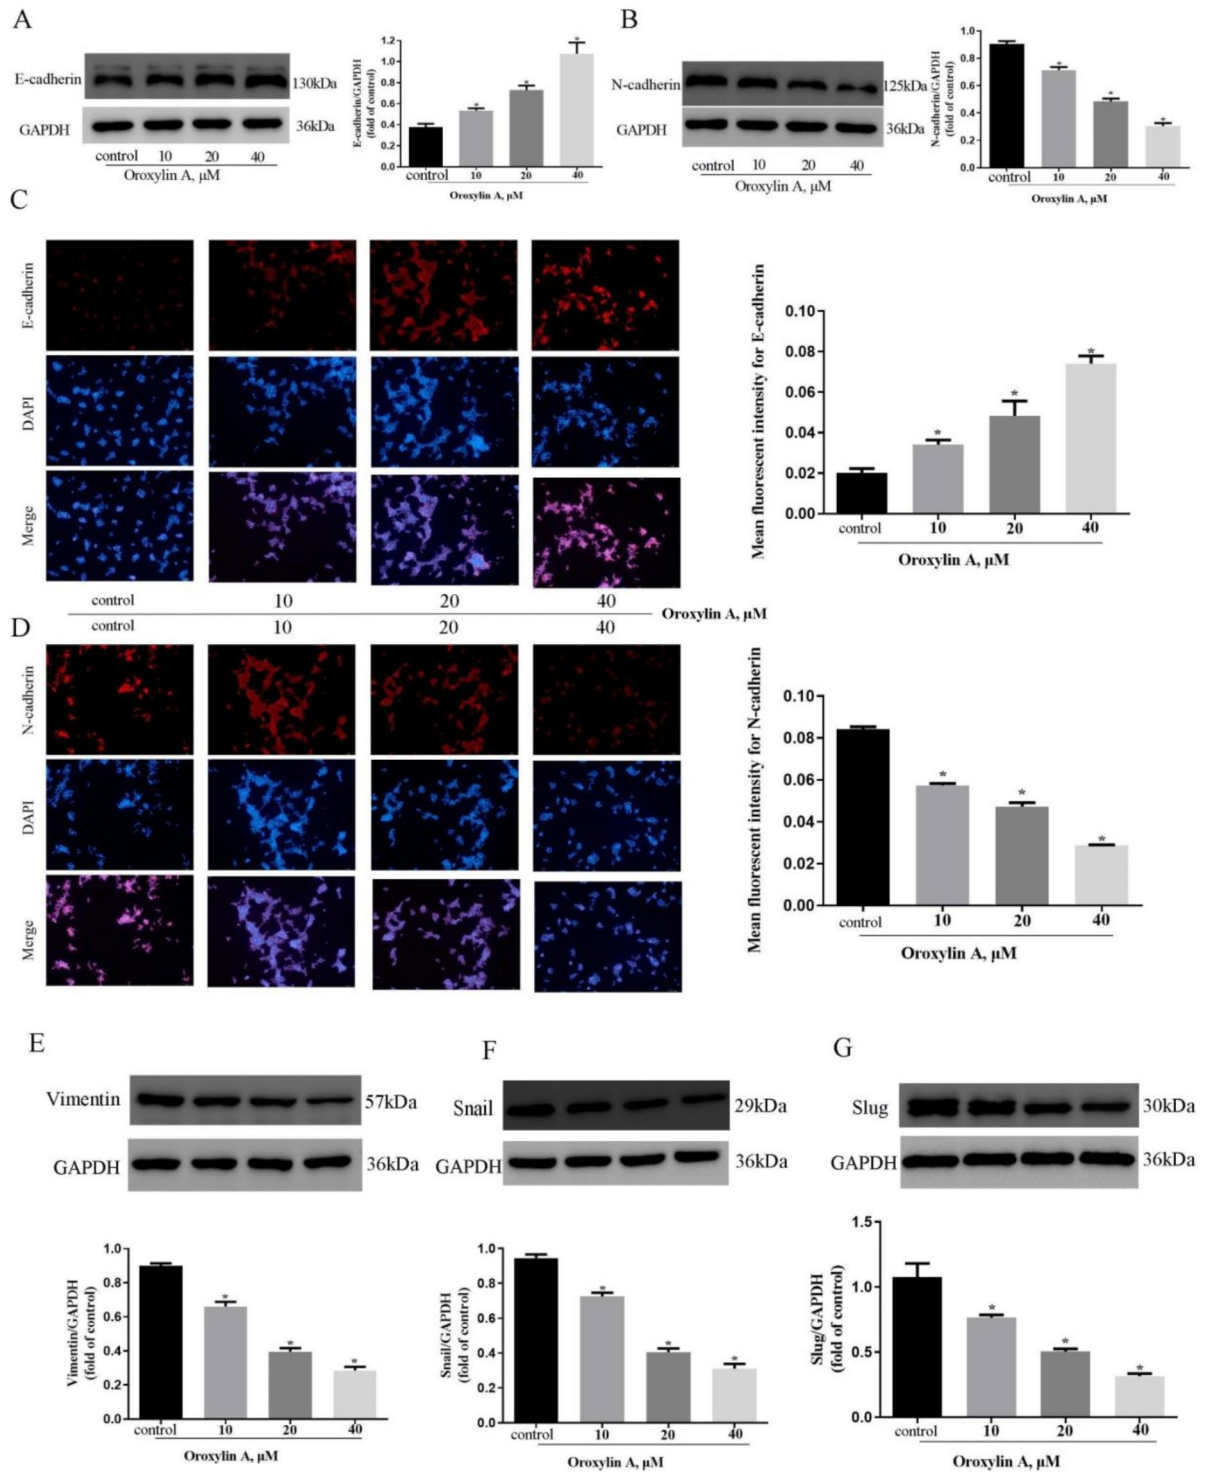 A
E-cadherin
130kDa
GAPDH
36kDa
control 10 20 40
Oroxylin A, μM
E-cadherin/GAPDH
(fold of control)
1.2
1.0
0.8
0.6
0.4
0.2
0.0
*
*
*
control 10 20 40
Oroxylin A, μM
B
N-cadherin
125kDa
GAPDH
36kDa
control 10 20 40
Oroxylin A, μM
N-cadherin/GAPDH
(fold of control)
1.0
0.8
0.6
0.4
0.2
0.0
*
*
*
control 10 20 40
Oroxylin A, μM
C
E-cadherin
DAPI
Merge
control 10 20 40
Oroxylin A, μM
Mean fluorescent intensity for E-cadherin
0.10
0.08
0.06
0.04
0.02
0.00
*
*
*
control 10 20 40
Oroxylin A, μM
D
control 10 20 40
N-cadherin
DAPI
Merge
Mean fluorescent intensity for N-cadherin
0.10
0.08
0.06
0.04
0.02
0.00
*
*
*
control 10 20 40
Oroxylin A, μM
E
Vimentin
57kDa
GAPDH
36kDa
Vimentin/GAPDH
(fold of control)
1.0
0.8
0.6
0.4
0.2
0.0
*
*
*
control 10 20 40
Oroxylin A, μM
F
Snail
29kDa
GAPDH
36kDa
Snail/GAPDH
(fold of control)
1.0
0.8
0.6
0.4
0.2
0.0
*
*
*
control 10 20 40
Oroxylin A, μM
G
Slug
30kDa
GAPDH
36kDa
Slug/GAPDH
(fold of control)
1.5
1.0
0.5
0.0
*
*
*
control 10 20 40
Oroxylin A, μM